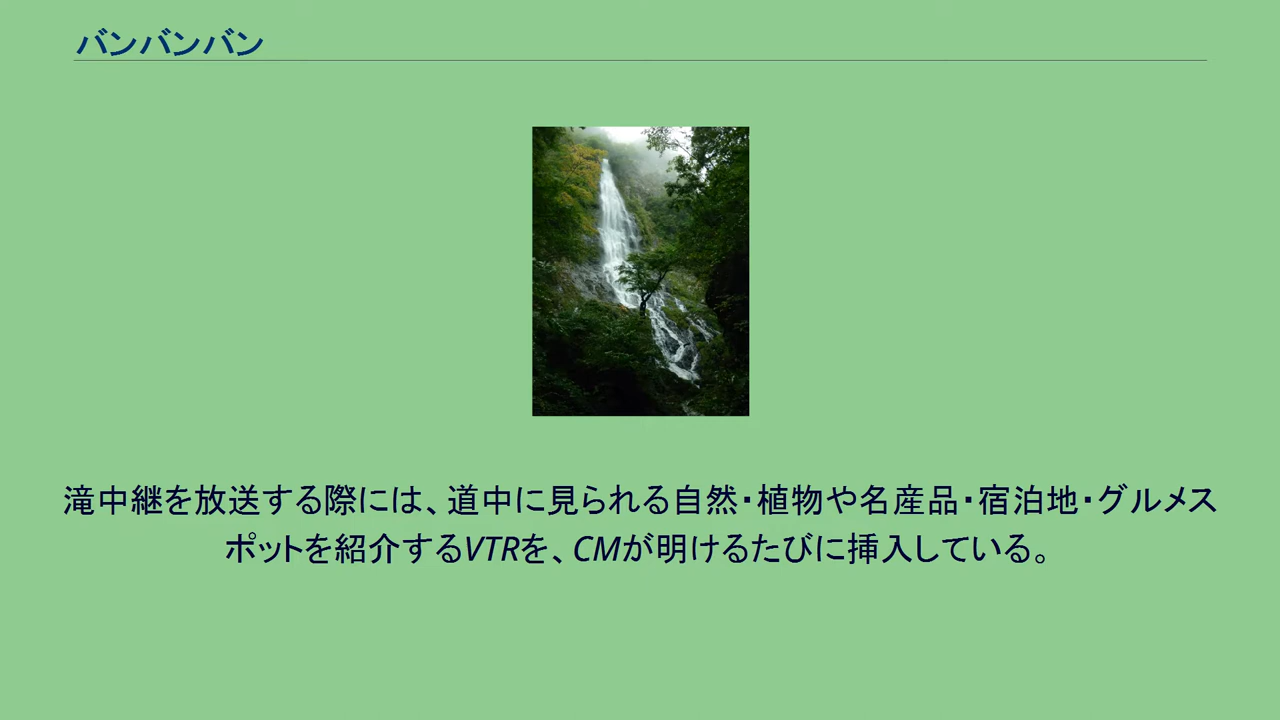 バンバンバン
滝中継を放送する際には、道中に見られる自然・植物や名産品・宿泊地・グルメス
ポットを紹介するVTRを、CMが明けるたびに挿入している。